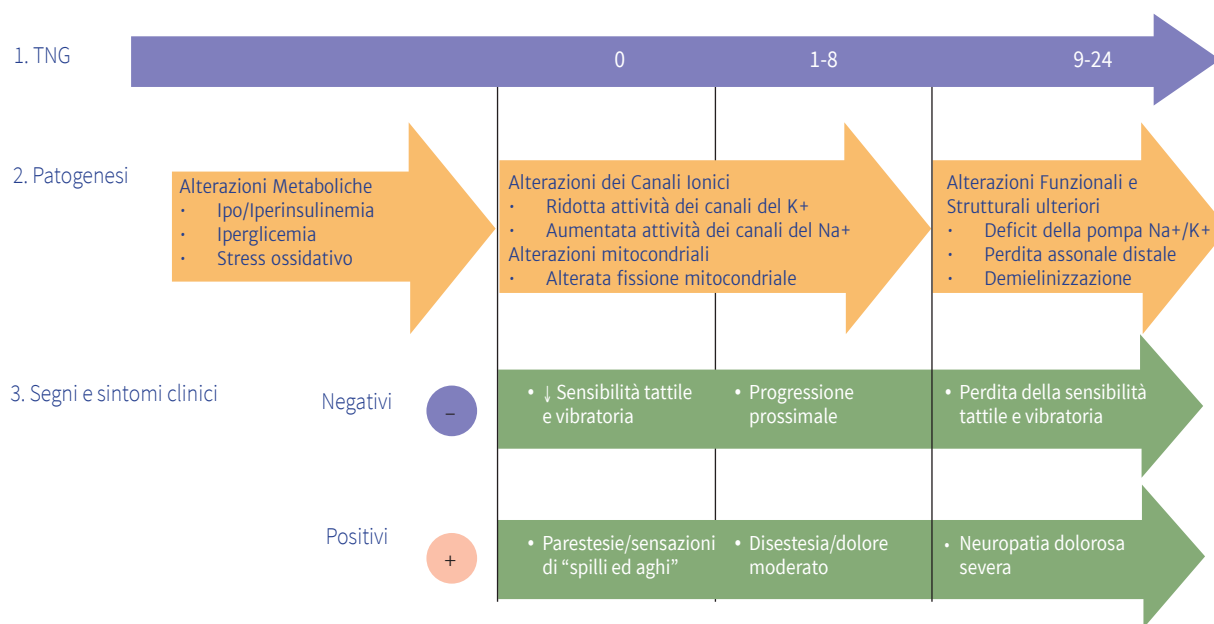 1. TNG
0
1-8
9-24
2. Patogenesi
Alterazioni Metaboliche
• Ipo/Iperinsulinemia
• Iperglicemia
• Stress ossidativo
Alterazioni dei Canali Ionici
• Ridotta attività dei canali del K+
• Aumentata attività dei canali del Na+
Alterazioni mitocondriali
• Alterata fissione mitocondriale
Alterazioni Funzionali e
Strutturali ulteriori
• Deficit della pompa Na+/K+
• Perdita assonale distale
• Demielinizzazione
3. Segni e sintomi clinici
Negativi
–
• ↓ Sensibilità tattile
e vibratoria
• Progressione
prossimale
• Perdita della sensibilità
tattile e vibratoria
Positivi
+
• Parestesie/sensazioni
di “spilli ed aghi”
• Disestesia/dolore
moderato
• Neuropatia dolorosa
severa